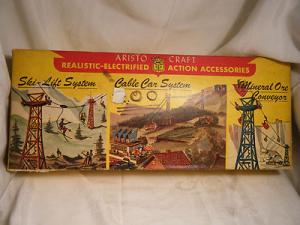 ARISTO CRAFT
REALISTIC-ELECTRIFIED ACTION ACCESSORIES
Ski-Lift System
Cable Car System
Mineral Ore
Conveyor